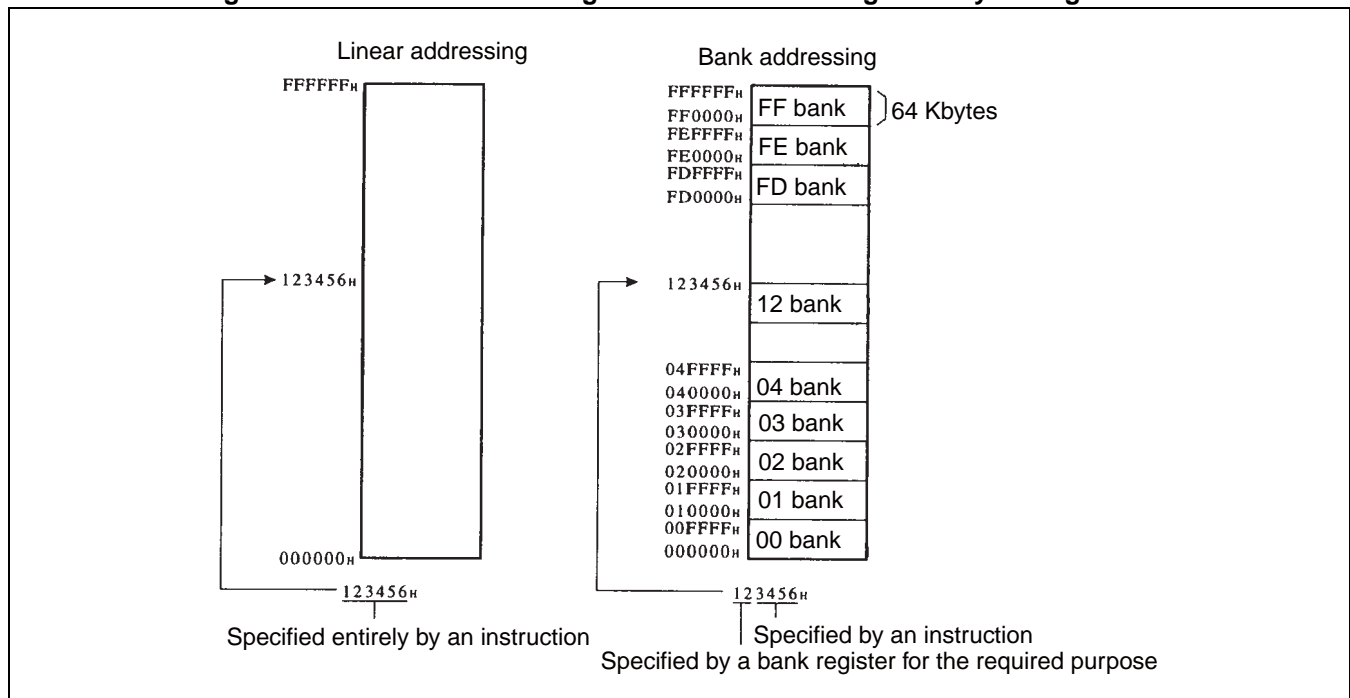 Linear addressing
FFFFFFH
123456H
000000H
123456H
Specified entirely by an instruction
Bank addressing
FFFFFFH
FF bank
64 Kbytes
FF0000H
FEFFFFH
FE bank
FE0000H
FDFFFFH
FD bank
FD0000H
123456H
12 bank
04FFFFH
04 bank
040000H
03FFFFH
03 bank
030000H
02FFFFH
02 bank
020000H
01FFFFH
01 bank
010000H
00FFFFH
00 bank
000000H
123456H
Specified by an instruction
Specified by a bank register for the required purpose